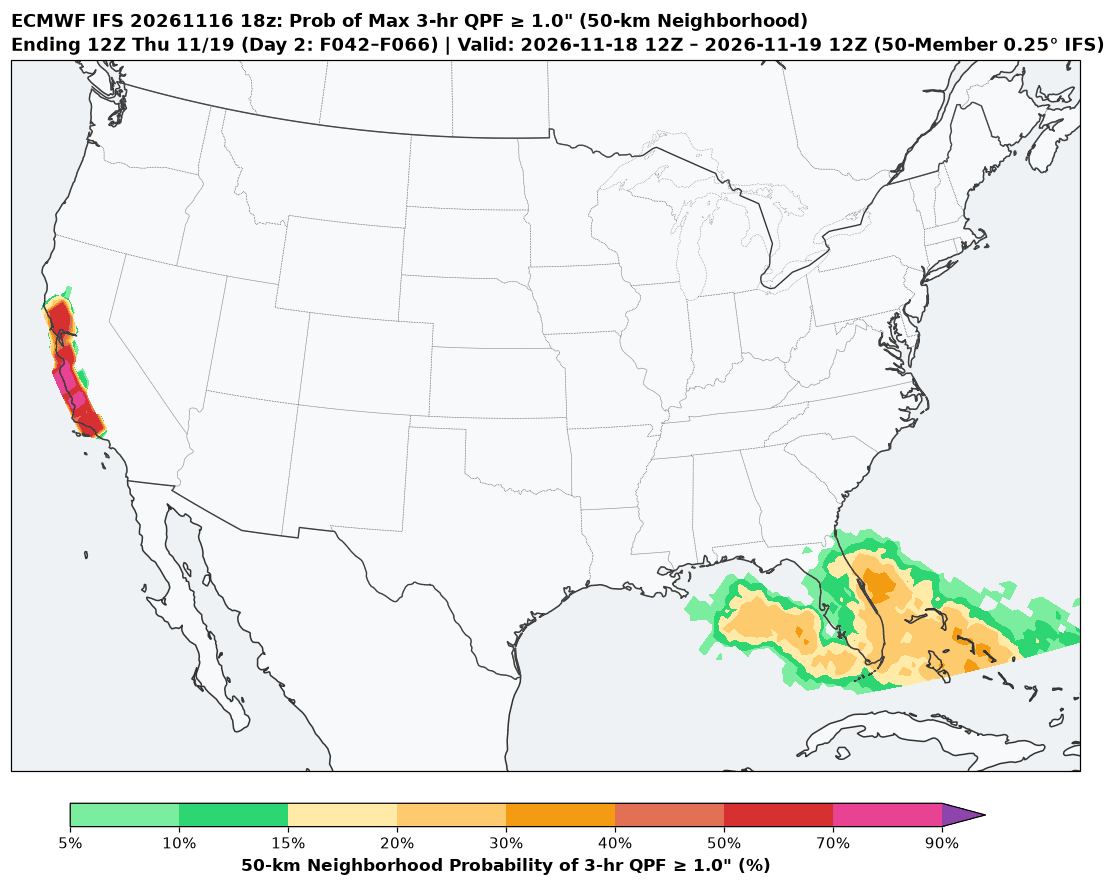 ECMWF IFS 20261116 18z: Prob of Max 3-hr QPF ≥ 1.0" (50-km Neighborhood)
Ending 12Z Thu 11/19 (Day 2: F042–F066) | Valid: 2026-11-18 12Z – 2026-11-19 12Z (50-Member 0.25° IFS)
5% 10% 15% 20% 30% 40% 50% 70% 90%
50-km Neighborhood Probability of 3-hr QPF ≥ 1.0" (%)